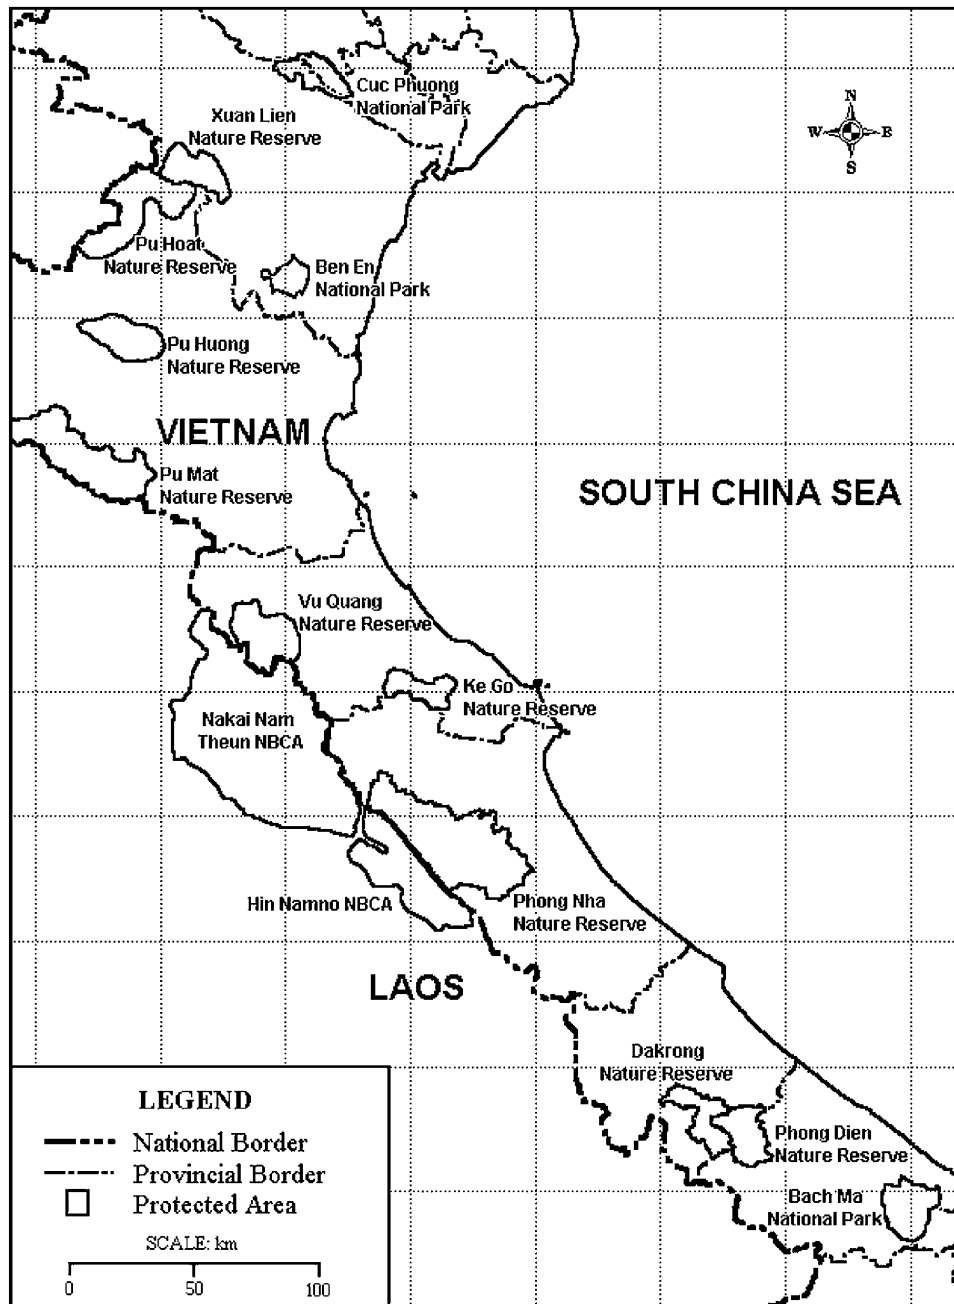 Cuc Phuong
National Park
Xuan Lien
Nature Reserve
N
W E
S
Pu Hoat
Nature Reserve
Ben En
National Park
Pu Huong
Nature Reserve
VIETNAM
Pu Mat
Nature Reserve
SOUTH CHINA SEA
Vu Quang
Nature Reserve
Ke Go
Nature Reserve
Nakai Nam
Theun NBCA
Hin Namno NBCA
Phong Nha
Nature Reserve
LAOS
Dakrong
Nature Reserve
Phong Dien
Nature Reserve
Bach Ma
National Park
LEGEND
National Border
Provincial Border
Protected Area
SCALE: km
0 50 100